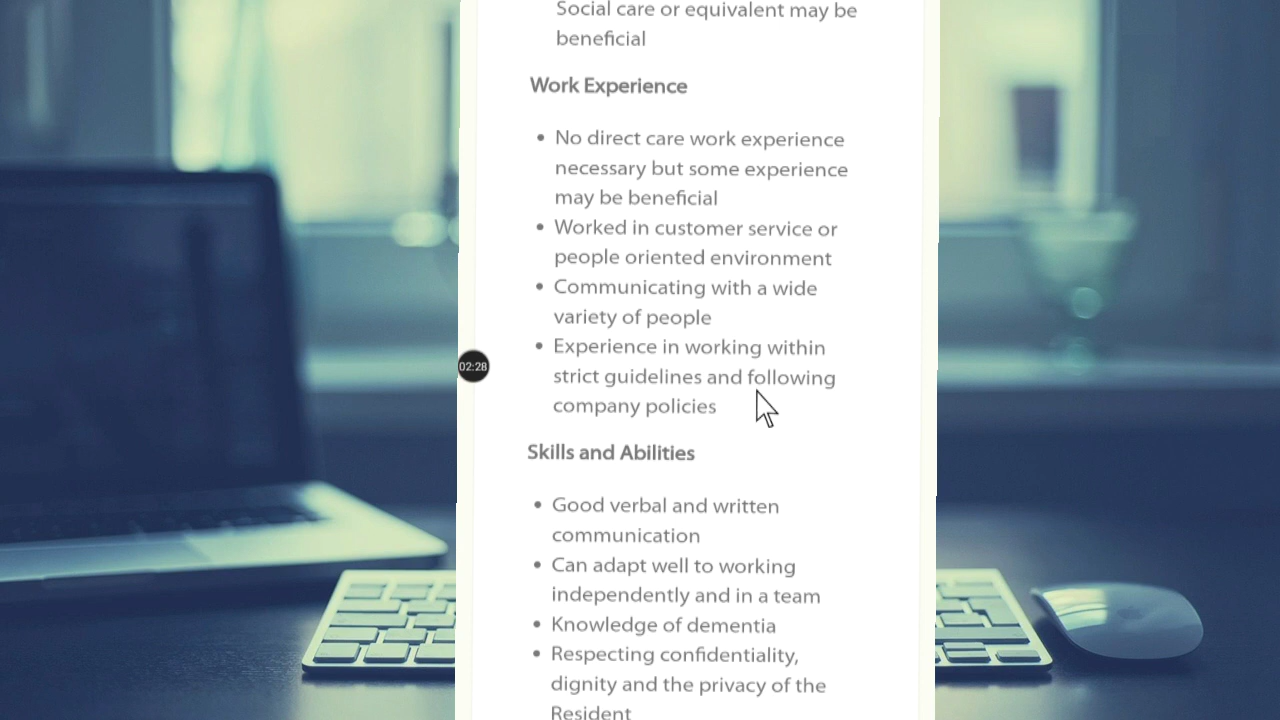 Social care or equivalent may be
beneficial
Work Experience
• No direct care work experience
necessary but some experience
may be beneficial
• Worked in customer service or
people oriented environment
• Communicating with a wide
variety of people
• Experience in working within
strict guidelines and following
company policies
02:28
Skills and Abilities
• Good verbal and written
communication
• Can adapt well to working
independently and in a team
• Knowledge of dementia
• Respecting confidentiality,
dignity and the privacy of the
Resident